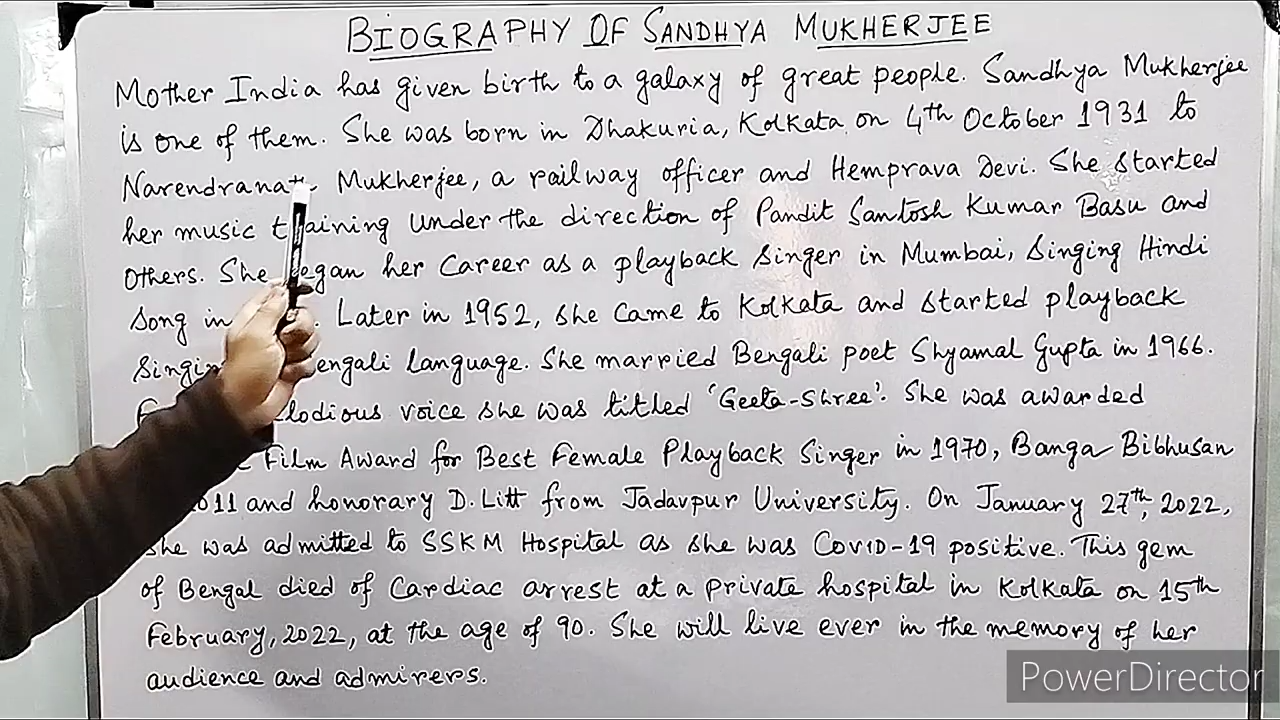 BIOGRAPHY OF SANDHYA MUKHERJEE
Mother India has given birth to a galaxy of great people. Sandhya Mukherjee
is one of them. She was born in Dhakuria, Kolkata on 4th October 1931 to
Mukherjee, a railway officer and Hemprava Devi. She started
her music training under the direction of Pandit Santosh Kumar Basu and
others. She began her career as a playback singer in Mumbai, singing Hindi
song in Later in 1952, she came to Kolkata and started playback
Bengali language. She married Bengali poet Shyamal Gupta in 1966.
voice she was titled 'Geeta-Shree'. She was awarded
Film Award for Best Female Playback Singer in 1970, Banga Bibhusan
2011 and honorary D.Litt from Jadavpur University. On January 27th, 2022,
she was admitted to SSKM Hospital as she was COVID-19 positive. This gem
of Bengal died of Cardiac arrest at a private hospital in Kolkata on 15th
February, 2022, at the age of 90. She will live ever in the memory of her
audience and admirers.
PowerDirector